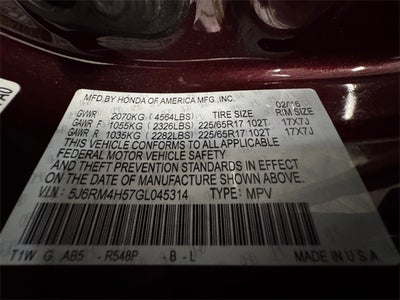 MFD.BY HONDA OF AMERICA MFG.,INC. 02/16
GVWR 2070KG (4564LBS) TIRE SIZE RIM SIZE
GAWR F 1055KG (2326LBS) 225/65R17 102T 17X7J
GAWR R 1035KG (2282LBS) 225/65R17 102T 17X7J
THIS VEHICLE CONFORMS TO ALL APPLICABLE
FEDERAL MOTOR VEHICLE SAFETY
AND THEFT PREVENTION STANDARDS IN EFFECT
ON THE DATE OF MANUFACTURE SHOWN ABOVE.
V.I.N.: 5J6RM4H57GL045314 TYPE: MPV
T1W G AB5 - R548P - B - L MADE IN U.S.A